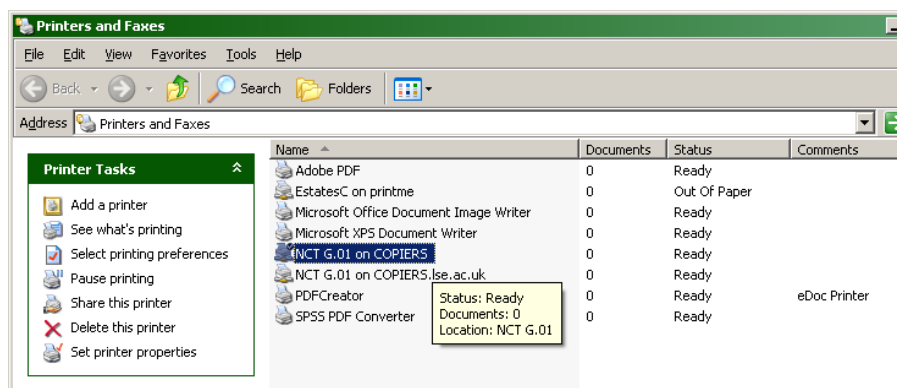 Printers and Faxes
File Edit View Favorites Tools Help
Back Search Folders
Address Printers and Faxes
Printer Tasks
Add a printer
See what's printing
Select printing preferences
Pause printing
Share this printer
Delete this printer
Set printer properties
Name Documents Status Comments
Adobe PDF 0 Ready
EstatesC on printme 0 Out Of Paper
Microsoft Office Document Image Writer 0 Ready
Microsoft XPS Document Writer 0 Ready
NCT G.01 on COPIERS 0 Ready
NCT G.01 on COPIERS.lse.ac.uk 0 Ready
PDFCreator 0 Ready eDoc Printer
SPSS PDF Converter 0 Ready
Status: Ready
Documents: 0
Location: NCT G.01